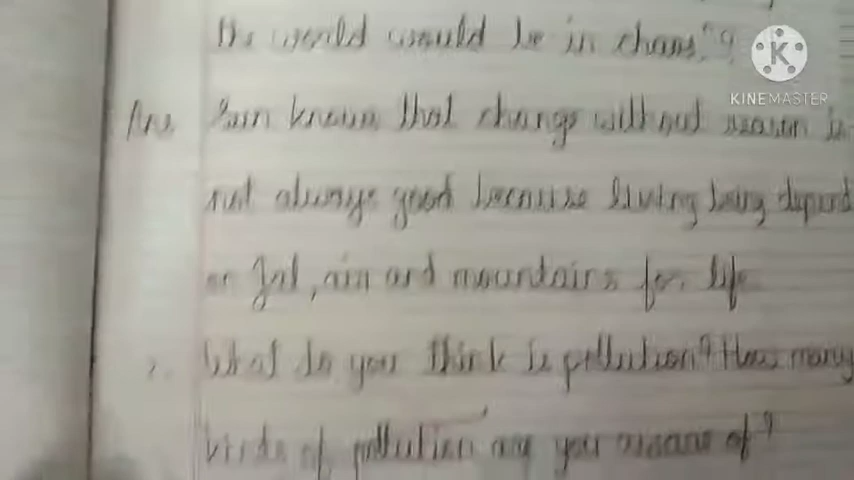 the world would be in chaos."?
KINEMASTER
Ans known that change without reason is
not always good because living being depend
on Jal, air and mountains for life
What do you think is pollution? How many
kinds of pollution are you aware of?